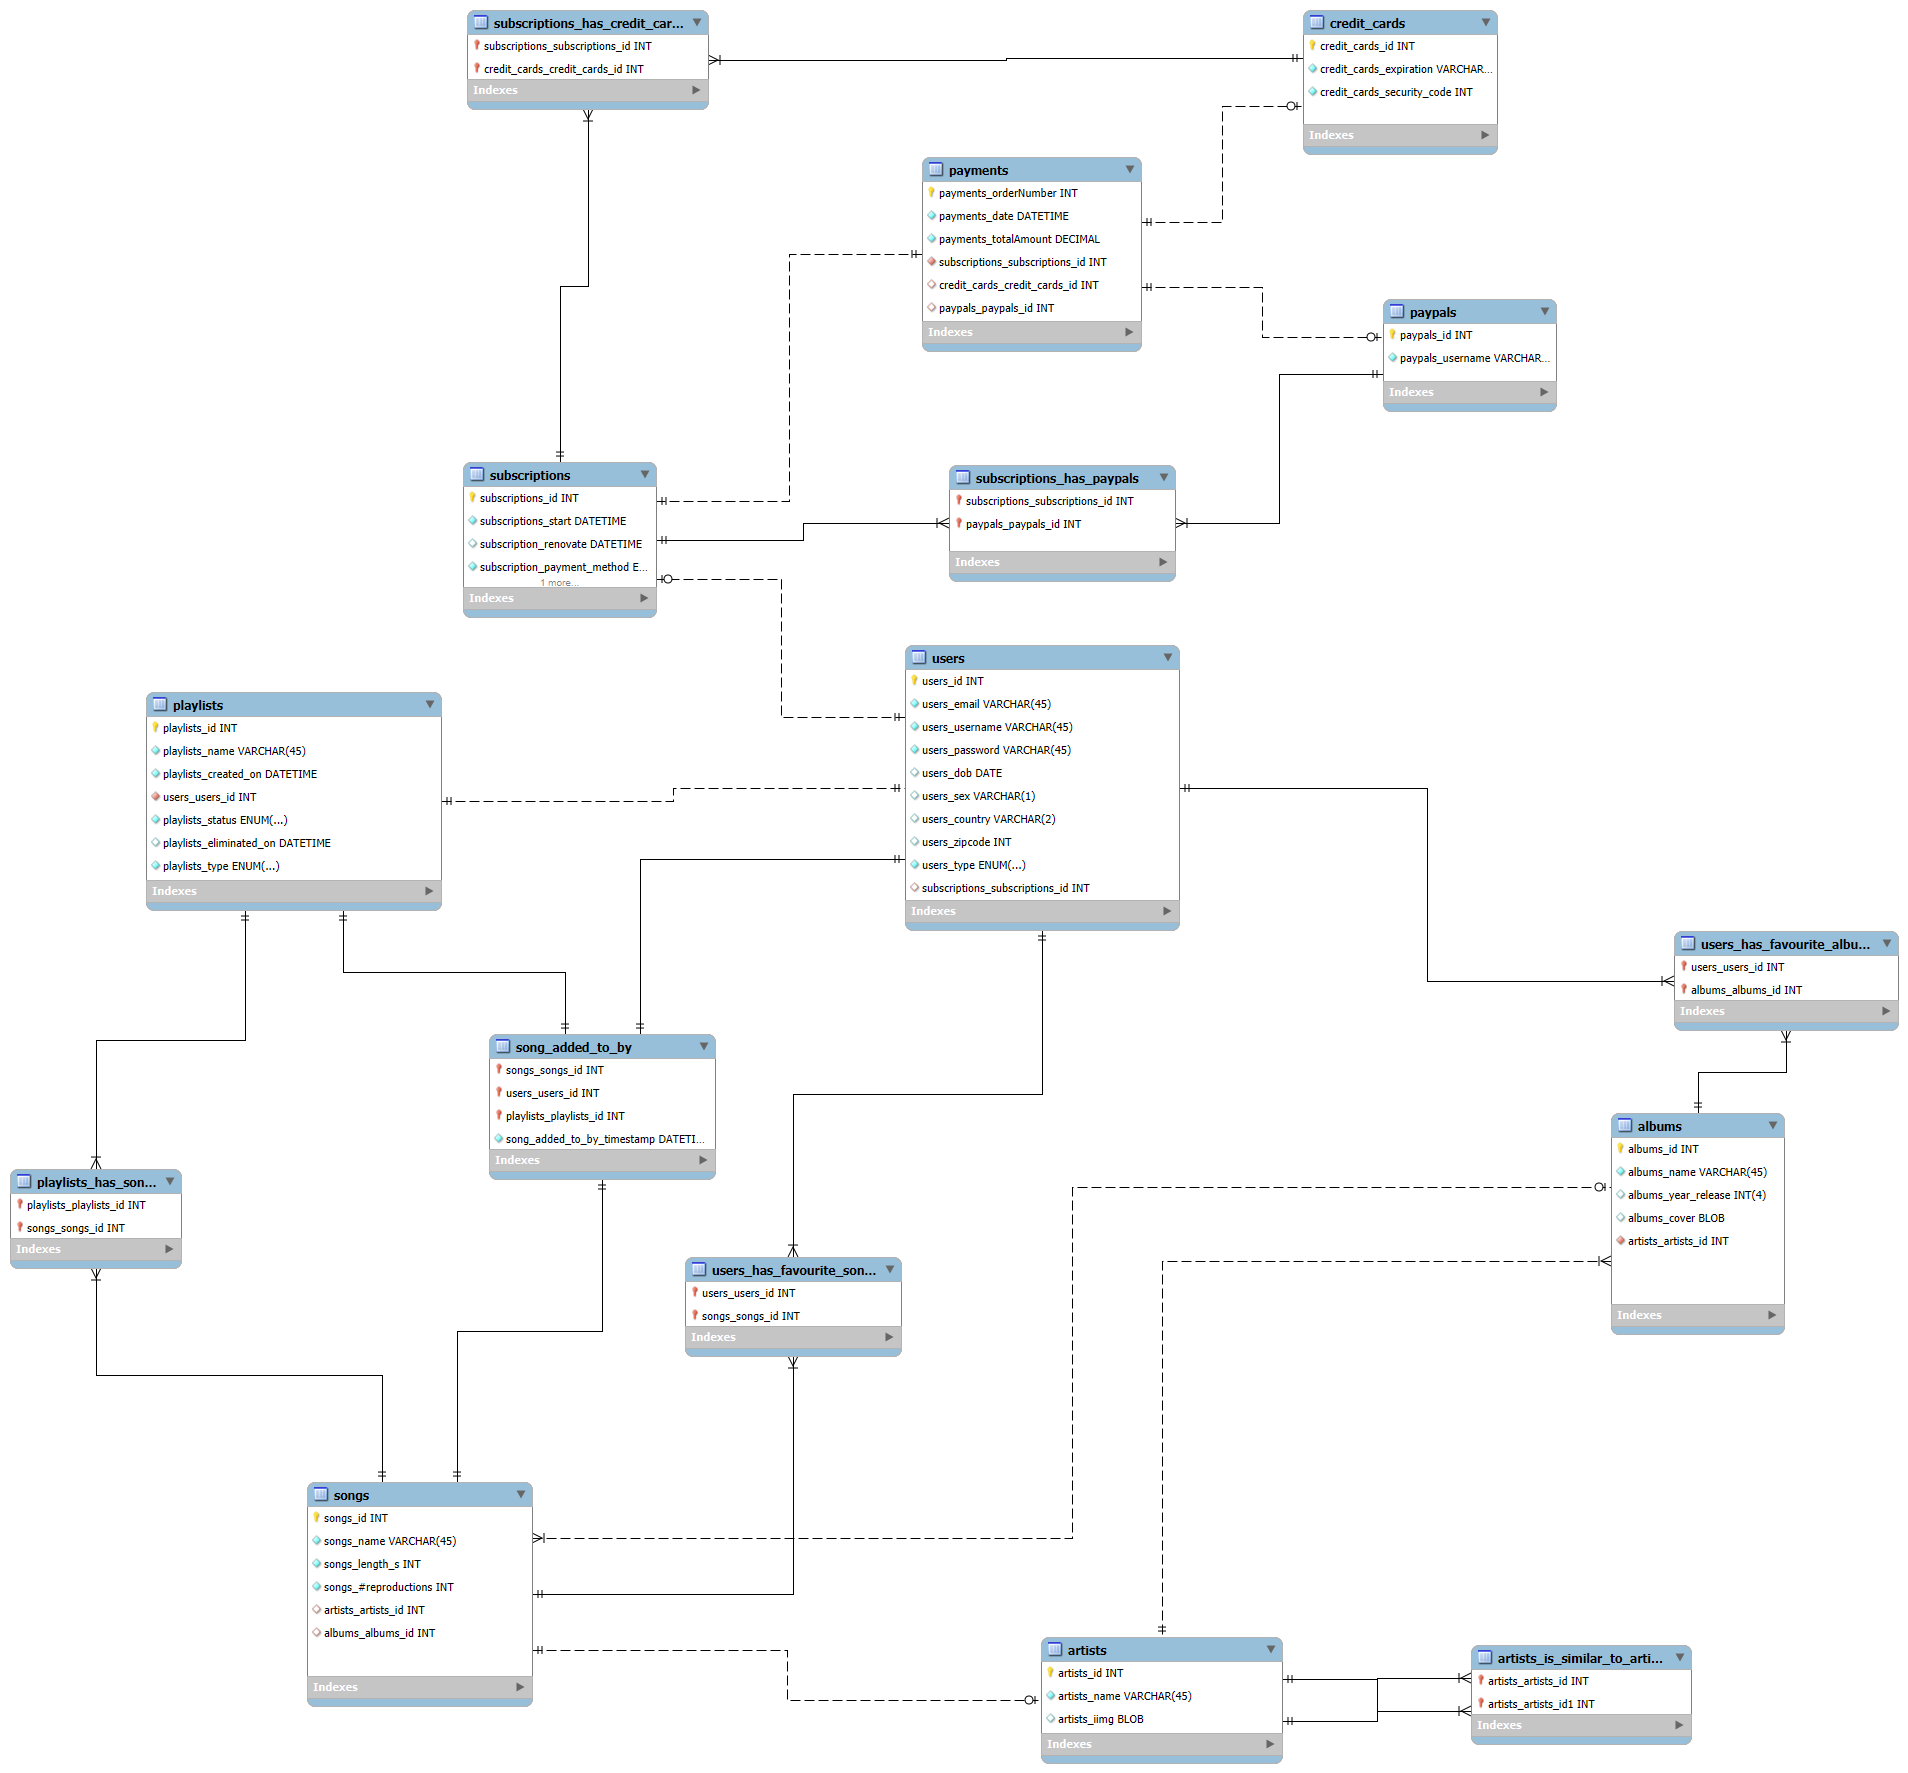 subscriptions_has_credit_car...
subscriptions_subscriptions_id INT
credit_cards_credit_cards_id INT
Indexes
credit_cards
credit_cards_id INT
credit_cards_expiration VARCHAR...
credit_cards_security_code INT
Indexes
payments
payments_orderNumber INT
payments_date DATETIME
payments_totalAmount DECIMAL
subscriptions_subscriptions_id INT
credit_cards_credit_cards_id INT
paypals_paypals_id INT
Indexes
paypals
paypals_id INT
paypals_username VARCHAR...
Indexes
subscriptions
subscriptions_id INT
subscriptions_start DATETIME
subscription_renovate DATETIME
subscription_payment_method E...
1 more...
Indexes
subscriptions_has_paypals
subscriptions_subscriptions_id INT
paypals_paypals_id INT
Indexes
users
users_id INT
users_email VARCHAR(45)
users_username VARCHAR(45)
users_password VARCHAR(45)
users_dob DATE
users_sex VARCHAR(1)
users_country VARCHAR(2)
users_zipcode INT
users_type ENUM(...)
subscriptions_subscriptions_id INT
Indexes
playlists
playlists_id INT
playlists_name VARCHAR(45)
playlists_created_on DATETIME
users_users_id INT
playlists_status ENUM(...)
playlists_eliminated_on DATETIME
playlists_type ENUM(...)
Indexes
users_has_favourite_albu...
users_users_id INT
albums_albums_id INT
Indexes
song_added_to_by
songs_songs_id INT
users_users_id INT
playlists_playlists_id INT
song_added_to_by_timestamp DATETI...
Indexes
albums
albums_id INT
albums_name VARCHAR(45)
albums_year_release INT(4)
albums_cover BLOB
artists_artists_id INT
Indexes
playlists_has_son...
playlists_playlists_id INT
songs_songs_id INT
Indexes
users_has_favourite_son...
users_users_id INT
songs_songs_id INT
Indexes
songs
songs_id INT
songs_name VARCHAR(45)
songs_length_s INT
songs_#reproductions INT
artists_artists_id INT
albums_albums_id INT
Indexes
artists
artists_id INT
artists_name VARCHAR(45)
artists_iimg BLOB
Indexes
artists_is_similar_to_arti...
artists_artists_id INT
artists_artists_id1 INT
Indexes